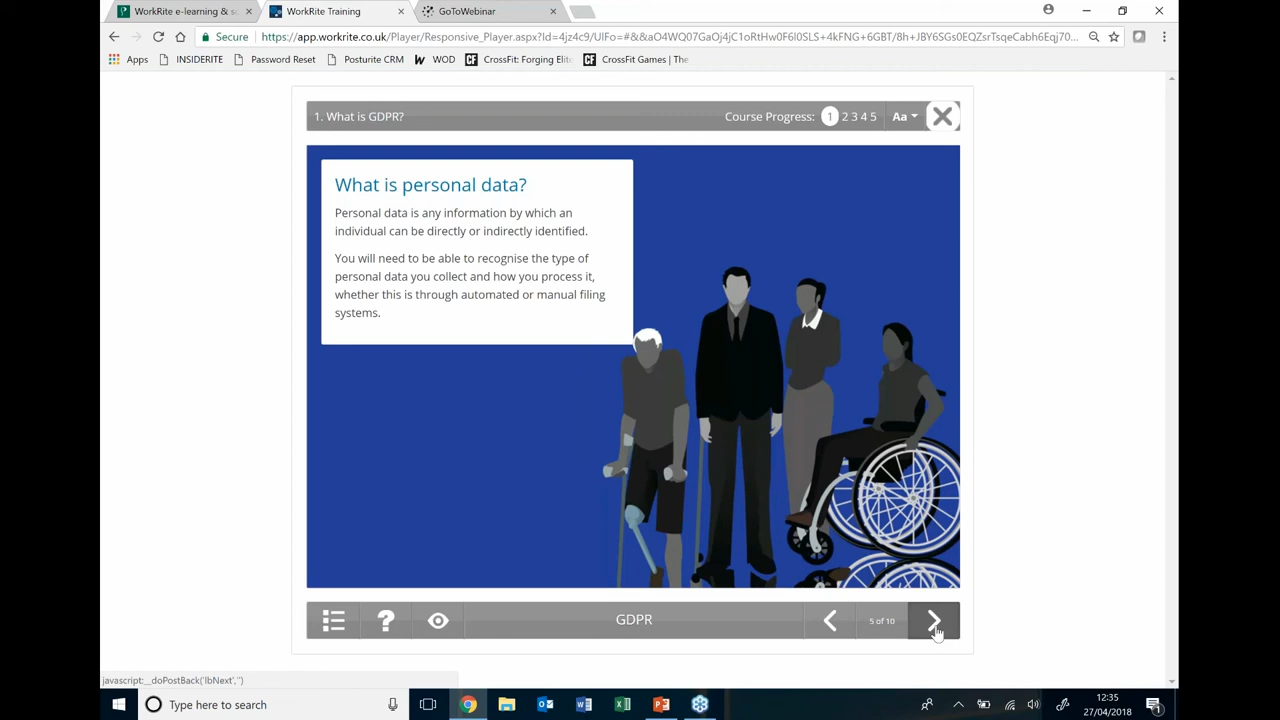 WorkRite e-learning & s
WorkRite Training
GoToWebinar
Secure
https://app.workrite.co.uk/Player/Responsive_Player.aspx?Id=4jz4c9/UlFo=#&&aO4WQ07GaOj4jC1oRtHw0F6I0SLS+4kFNG+6GBT/8h+JBY6SGs0EQZsrTsqeCabh6Eqj70...
Apps
INSIDERITE
Password Reset
Posturite CRM
WOD
CrossFit: Forging Elit
CrossFit Games | The
1. What is GDPR?
Course Progress: 1 2 3 4 5
Aa
What is personal data?
Personal data is any information by which an
individual can be directly or indirectly identified.
You will need to be able to recognise the type of
personal data you collect and how you process it,
whether this is through automated or manual filing
systems.
GDPR
5 of 10
javascript:__doPostBack('lbNext','')
Type here to search
12:35
27/04/2018